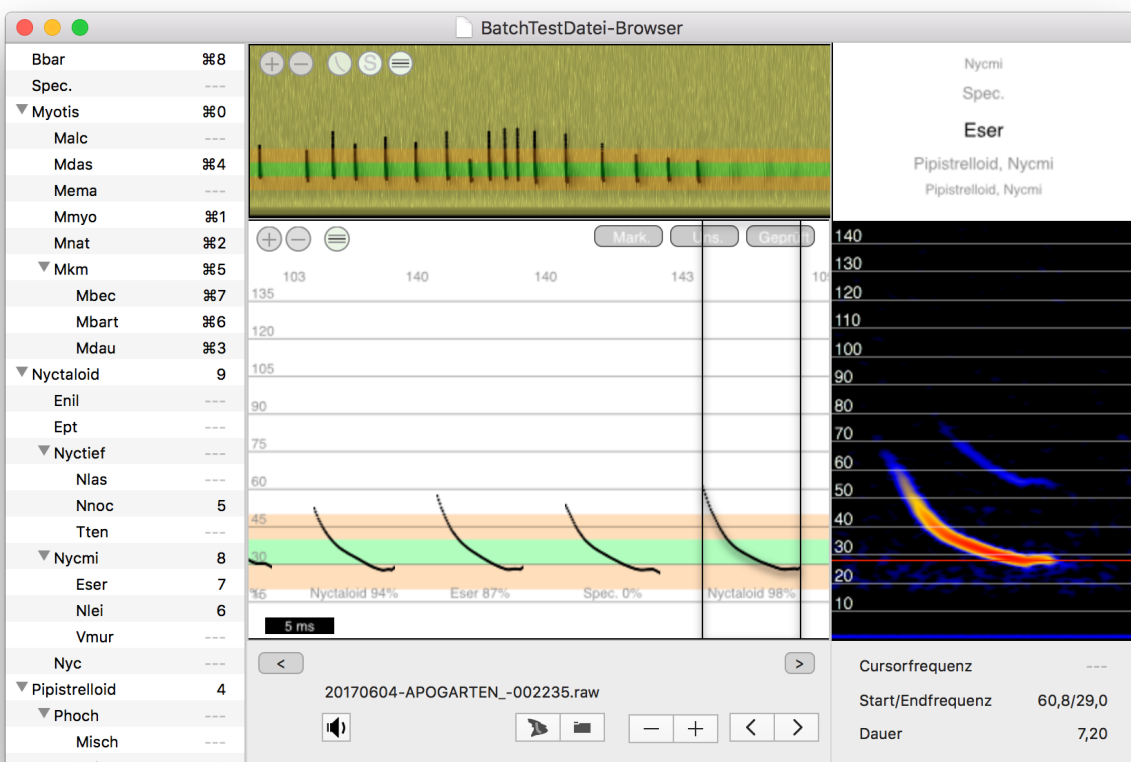 BatchTestDatei-Browser
Bbar ⌘8
Spec. ---
Myotis ⌘0
Malc ---
Mdas ⌘4
Mema ---
Mmyo ⌘1
Mnat ⌘2
Mkm ⌘5
Mbec ⌘7
Mbart ⌘6
Mdau ⌘3
Nyctaloid 9
Enil ---
Ept ---
Nyctief ---
Nlas ---
Nnoc 5
Tten ---
Nycmi 8
Eser 7
Nlei 6
Vmur ---
Nyc ---
Pipistrelloid 4
Phoch ---
Misch ---
S
Mark. Uns. Geprüft
103 140 140 143
135
120
105
90
75
60
45
30
Nyctaloid 94% Eser 87% Spec. 0% Nyctaloid 98%
5 ms
< >
20170604-APOGARTEN_-002235.raw
Nycmi
Spec.
Eser
Pipistrelloid, Nycmi
Pipistrelloid, Nycmi
140
130
120
110
100
90
80
70
60
50
40
30
20
10
Cursorfrequenz ---
Start/Endfrequenz 60,8/29,0
Dauer 7,20